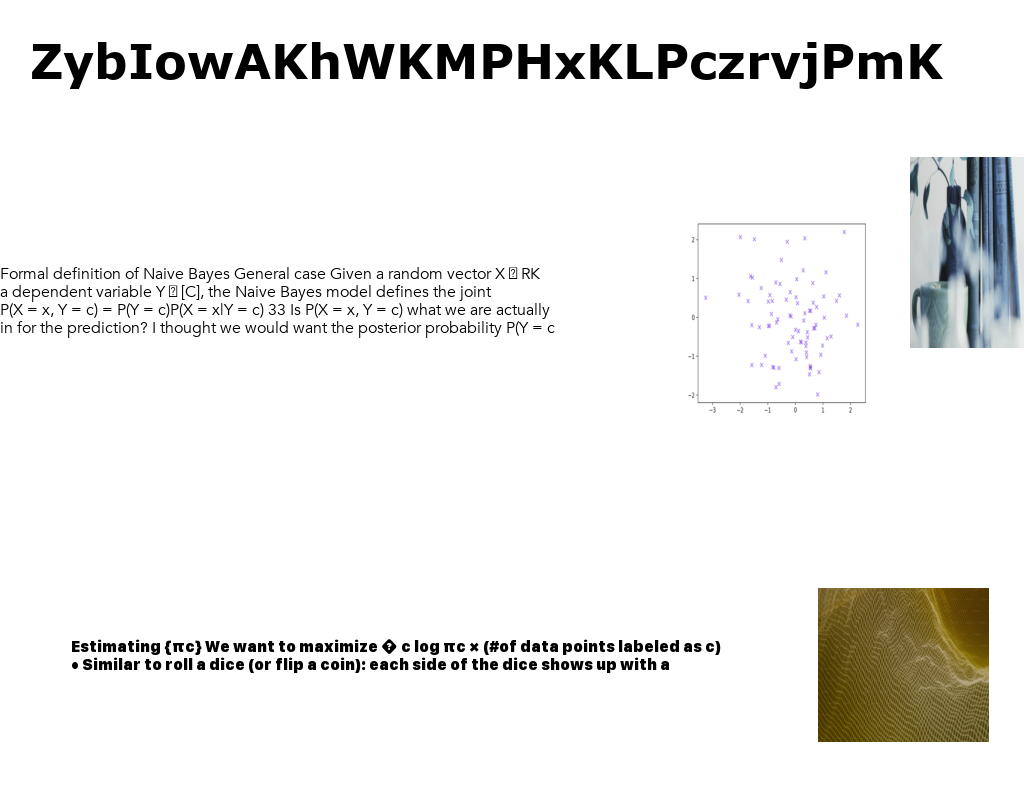 ZybIowAKhWKMPHxKLPczrvjPmK
Formal definition of Naive Bayes General case Given a random vector X ⍰ RK
a dependent variable Y ⍰ [C], the Naive Bayes model defines the joint
P(X = x, Y = c) = P(Y = c)P(X = x|Y = c) 33 Is P(X = x, Y = c) what we are actually
in for the prediction? I thought we would want the posterior probability P(Y = c
2
1
0
−1
−2
−3 −2 −1 0 1 2
Estimating {πc} We want to maximize � c log πc × (#of data points labeled as c)
• Similar to roll a dice (or flip a coin): each side of the dice shows up with a